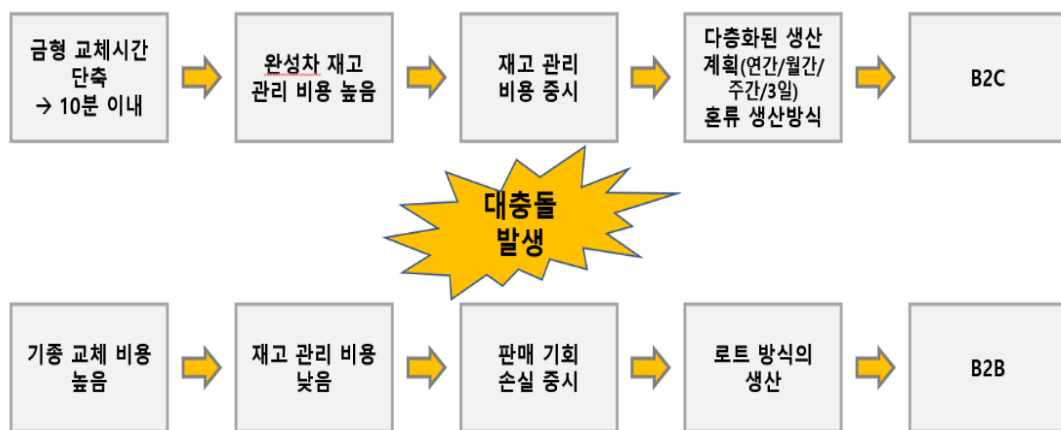 금형 교체시간
단축
→ 10분 이내
완성차 재고
관리 비용 높음
재고 관리
비용 중시
다층화된 생산
계획(연간/월간/
주간/3일)
혼류 생산방식
B2C
대충돌
발생
기종 교체 비용
높음
재고 관리 비용
낮음
판매 기회
손실 중시
로트 방식의
생산
B2B